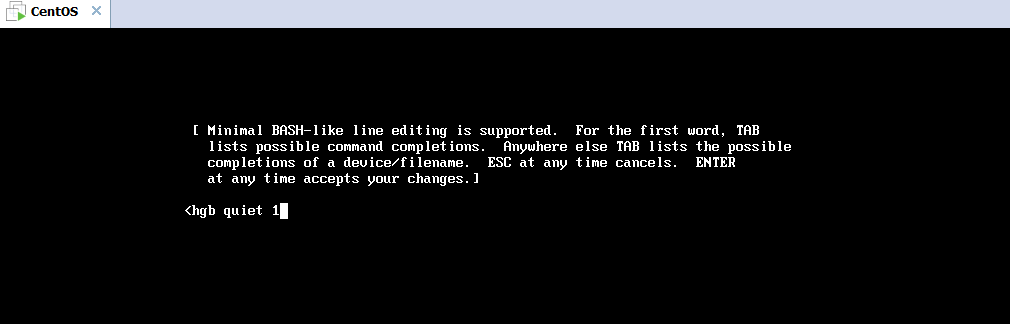 CentOS
[ Minimal BASH-like line editing is supported.  For the first word, TAB
lists possible command completions.  Anywhere else TAB lists the possible
completions of a device/filename.  ESC at any time cancels.  ENTER
at any time accepts your changes.]
<hgb quiet 1